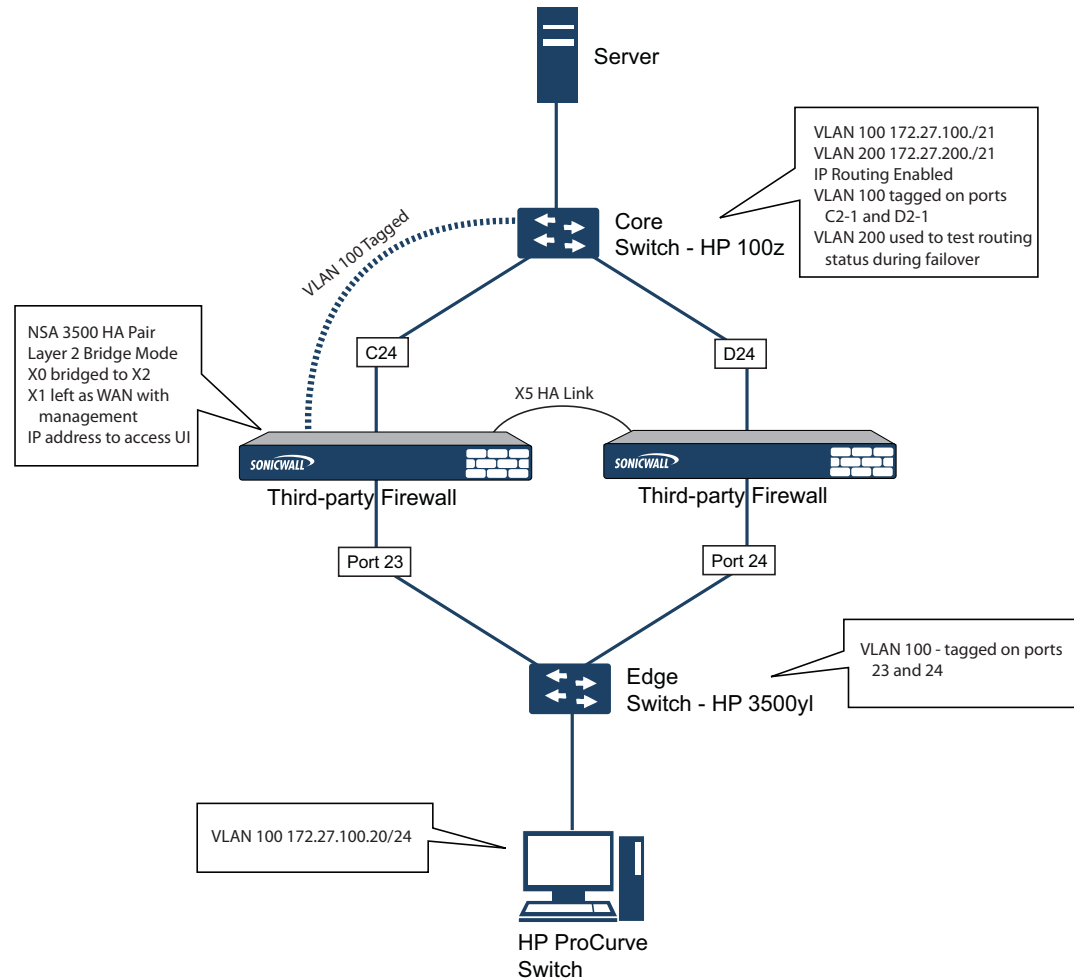 Server
VLAN 100 172.27.100./21
VLAN 200 172.27.200./21
IP Routing Enabled
VLAN 100 tagged on ports
C2-1 and D2-1
VLAN 200 used to test routing
status during failover
Core
Switch - HP 100z
VLAN 100 Tagged
NSA 3500 HA Pair
Layer 2 Bridge Mode
X0 bridged to X2
X1 left as WAN with
management
IP address to access UI
C24
D24
X5 HA Link
SONICWALL
SONICWALL
Third-party Firewall
Third-party Firewall
Port 23
Port 24
Edge
Switch - HP 3500yl
VLAN 100 - tagged on ports
23 and 24
VLAN 100 172.27.100.20/24
HP ProCurve
Switch